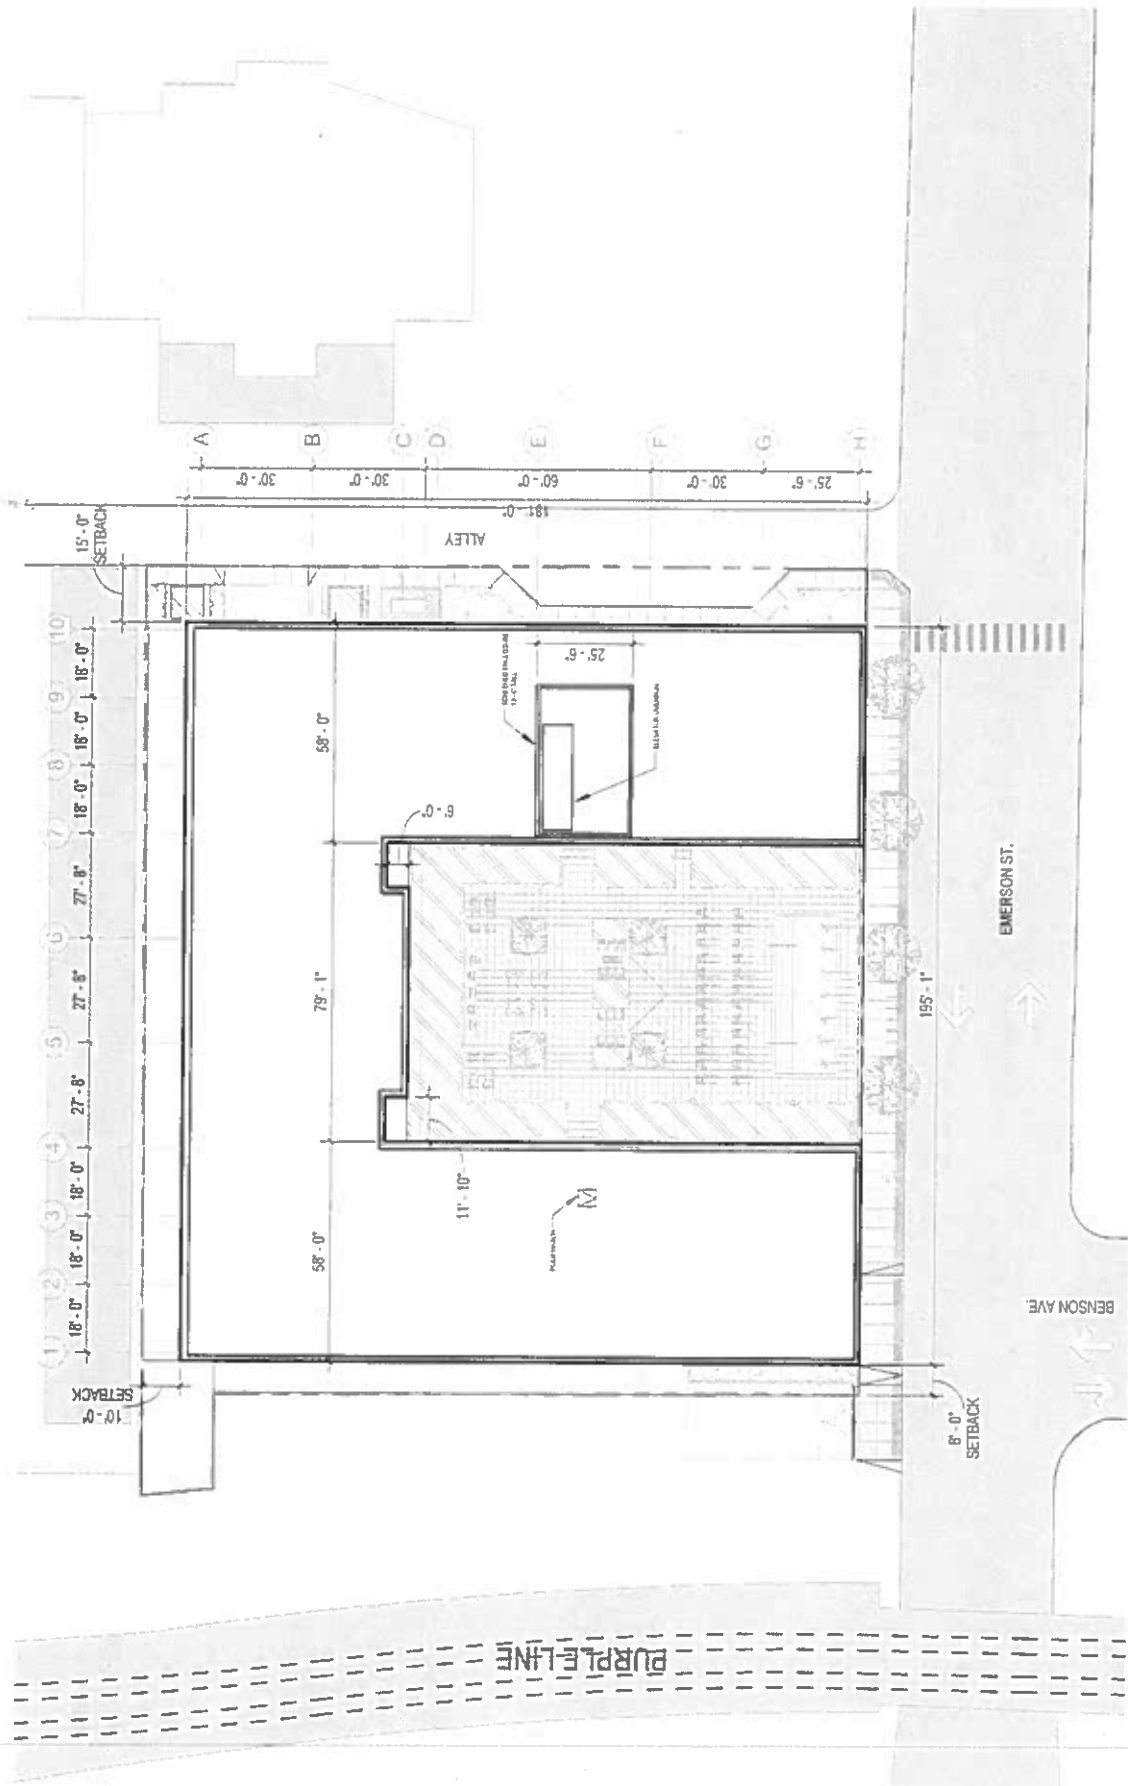 15'-0"
SETBACK
A
B
C
D
E
F
G
H
30'-0"
30'-0"
60'-0"
30'-0"
25'-6"
181'-0"
ALLEY
(10)
9
8
7
6
5
4
3
2
1
18'-0"
18'-0"
18'-0"
27'-8"
27'-8"
27'-8"
18'-0"
18'-0"
18'-0"
10'-0"
SETBACK
58'-0"
79'-1"
58'-0"
6'-0"
25'-6"
11'-10"
M
195'-1"
8'-0"
SETBACK
EMERSON ST.
BENSON AVE.
PURPLE LINE